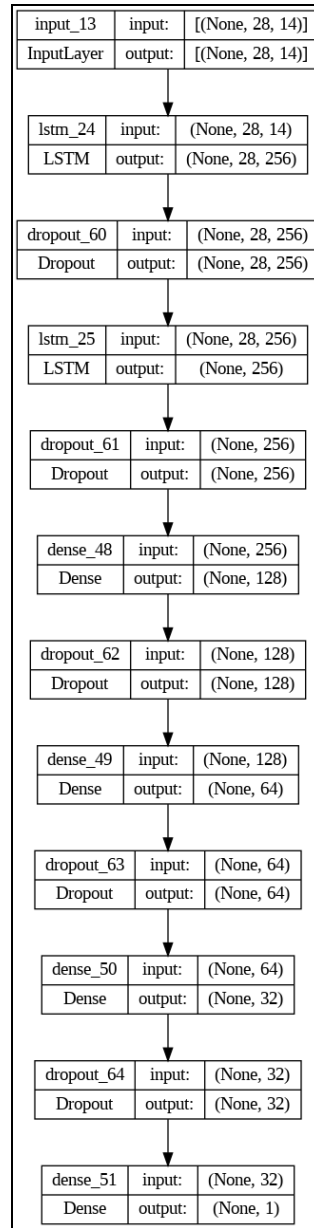 input_13 input: [(None, 28, 14)]
InputLayer output: [(None, 28, 14)]
lstm_24 input: (None, 28, 14)
LSTM output: (None, 28, 256)
dropout_60 input: (None, 28, 256)
Dropout output: (None, 28, 256)
lstm_25 input: (None, 28, 256)
LSTM output: (None, 256)
dropout_61 input: (None, 256)
Dropout output: (None, 256)
dense_48 input: (None, 256)
Dense output: (None, 128)
dropout_62 input: (None, 128)
Dropout output: (None, 128)
dense_49 input: (None, 128)
Dense output: (None, 64)
dropout_63 input: (None, 64)
Dropout output: (None, 64)
dense_50 input: (None, 64)
Dense output: (None, 32)
dropout_64 input: (None, 32)
Dropout output: (None, 32)
dense_51 input: (None, 32)
Dense output: (None, 1)